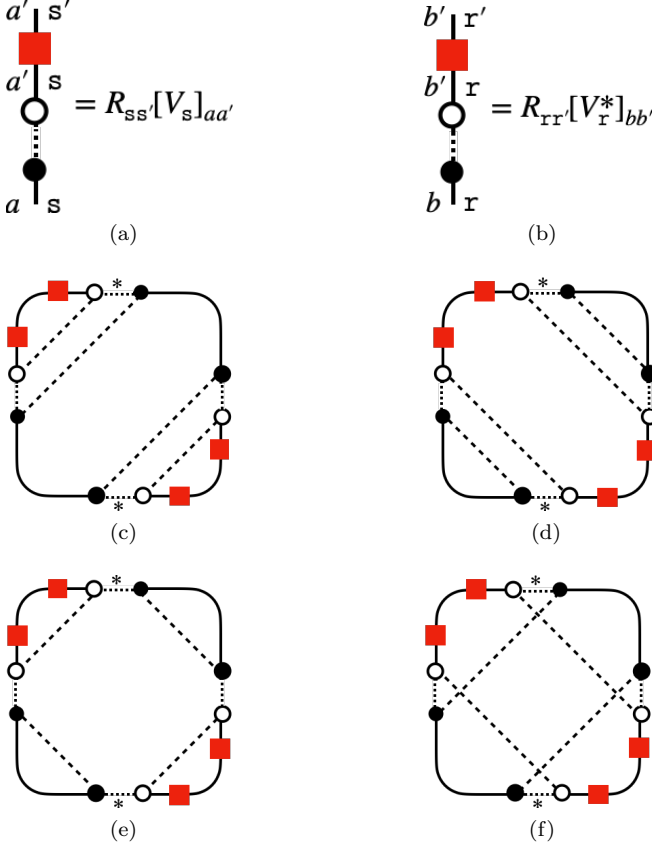 a′ s′
b′ r′
a′ s
= R_{ss′}[V_s]_{aa′}
b′ r
= R_{rr′}[V_r^*]_{bb′}
a s
b r
(a)
(b)
*
*
(c)
*
*
(d)
*
*
(e)
*
*
(f)